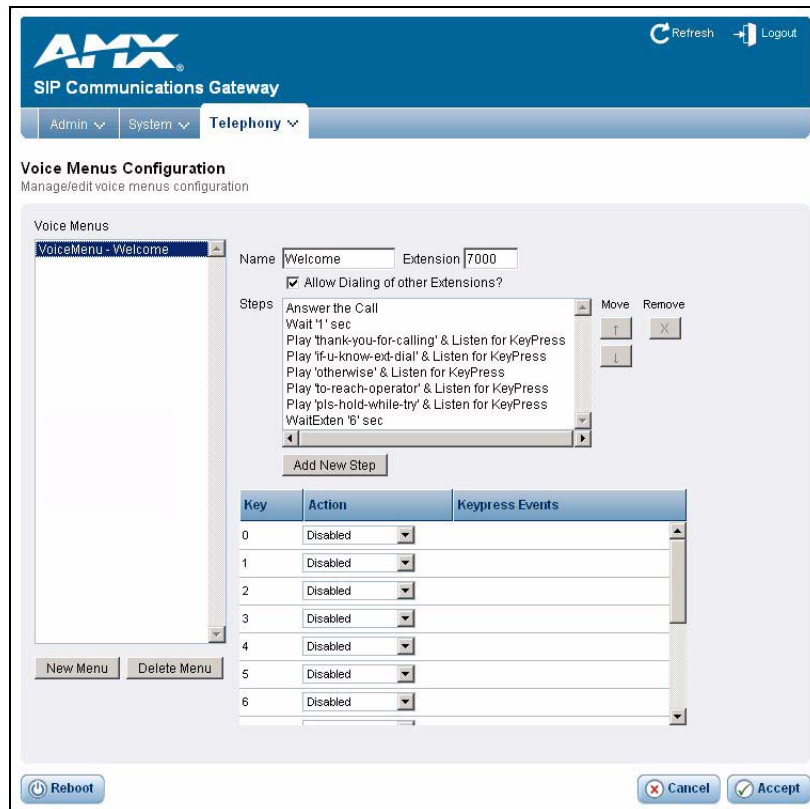 AMX
Refresh
Logout
SIP Communications Gateway
Admin
System
Telephony
Voice Menus Configuration
Manage/edit voice menus configuration
Voice Menus
VoiceMenu - Welcome
Name Welcome Extension 7000
Allow Dialing of other Extensions?
Steps
Answer the Call
Wait '1' sec
Play 'thank-you-for-calling' & Listen for KeyPress
Play 'if-u-know-ext-dial' & Listen for KeyPress
Play 'otherwise' & Listen for KeyPress
Play 'to-reach-operator' & Listen for KeyPress
Play 'pls-hold-while-try' & Listen for KeyPress
WaitExten '6' sec
Move Remove
X
Add New Step
Key Action Keypress Events
0 Disabled
1 Disabled
2 Disabled
3 Disabled
4 Disabled
5 Disabled
6 Disabled
New Menu Delete Menu
Reboot
Cancel
Accept